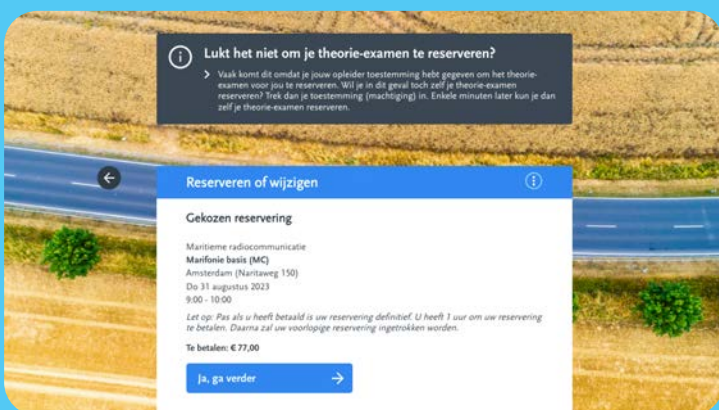 Lukt het niet om je theorie-examen te reserveren?
Vaak komt dit omdat je jouw opleider toestemming hebt gegeven om het theorie-
examen voor jou te reserveren. Wil je in dit geval toch zelf je theorie-examen
reserveren? Trek dan je toestemming (machtiging) in. Enkele minuten later kun je dan
zelf je theorie-examen reserveren.
Reserveren of wijzigen
Gekozen reservering
Maritieme radiocommunicatie
Marifonie basis (MC)
Amsterdam (Naritaweg 150)
Do 31 augustus 2023
9:00 - 10:00
Let op: Pas als u heeft betaald is uw reservering definitief. U heeft 1 uur om uw reservering
te betalen. Daarna zal uw voorlopige reservering ingetrokken worden.
Te betalen: € 77,00
Ja, ga verder